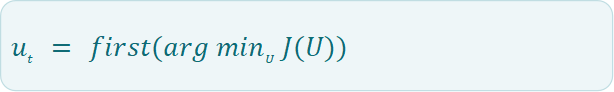 u_t = first(arg min_U J(U))